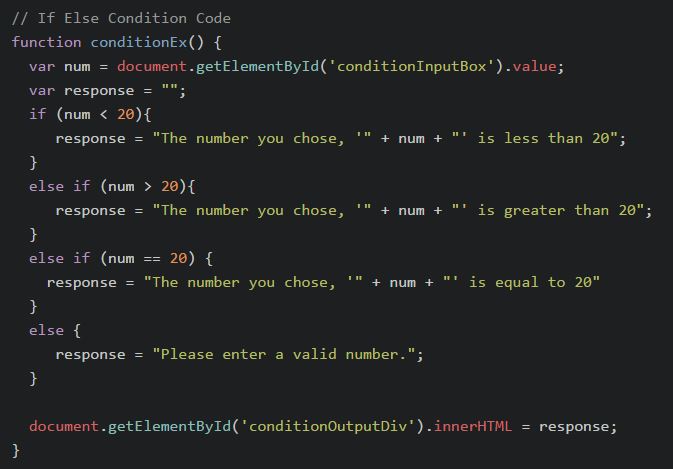 // If Else Condition Code
function conditionEx() {
  var num = document.getElementById('conditionInputBox').value;
  var response = "";
  if (num < 20){
     response = "The number you chose, '" + num + "' is less than 20";
  }
  else if (num > 20){
     response = "The number you chose, '" + num + "' is greater than 20";
  }
  else if (num == 20) {
    response = "The number you chose, '" + num + "' is equal to 20"
  }
  else {
     response = "Please enter a valid number.";
  }

  document.getElementById('conditionOutputDiv').innerHTML = response;
}